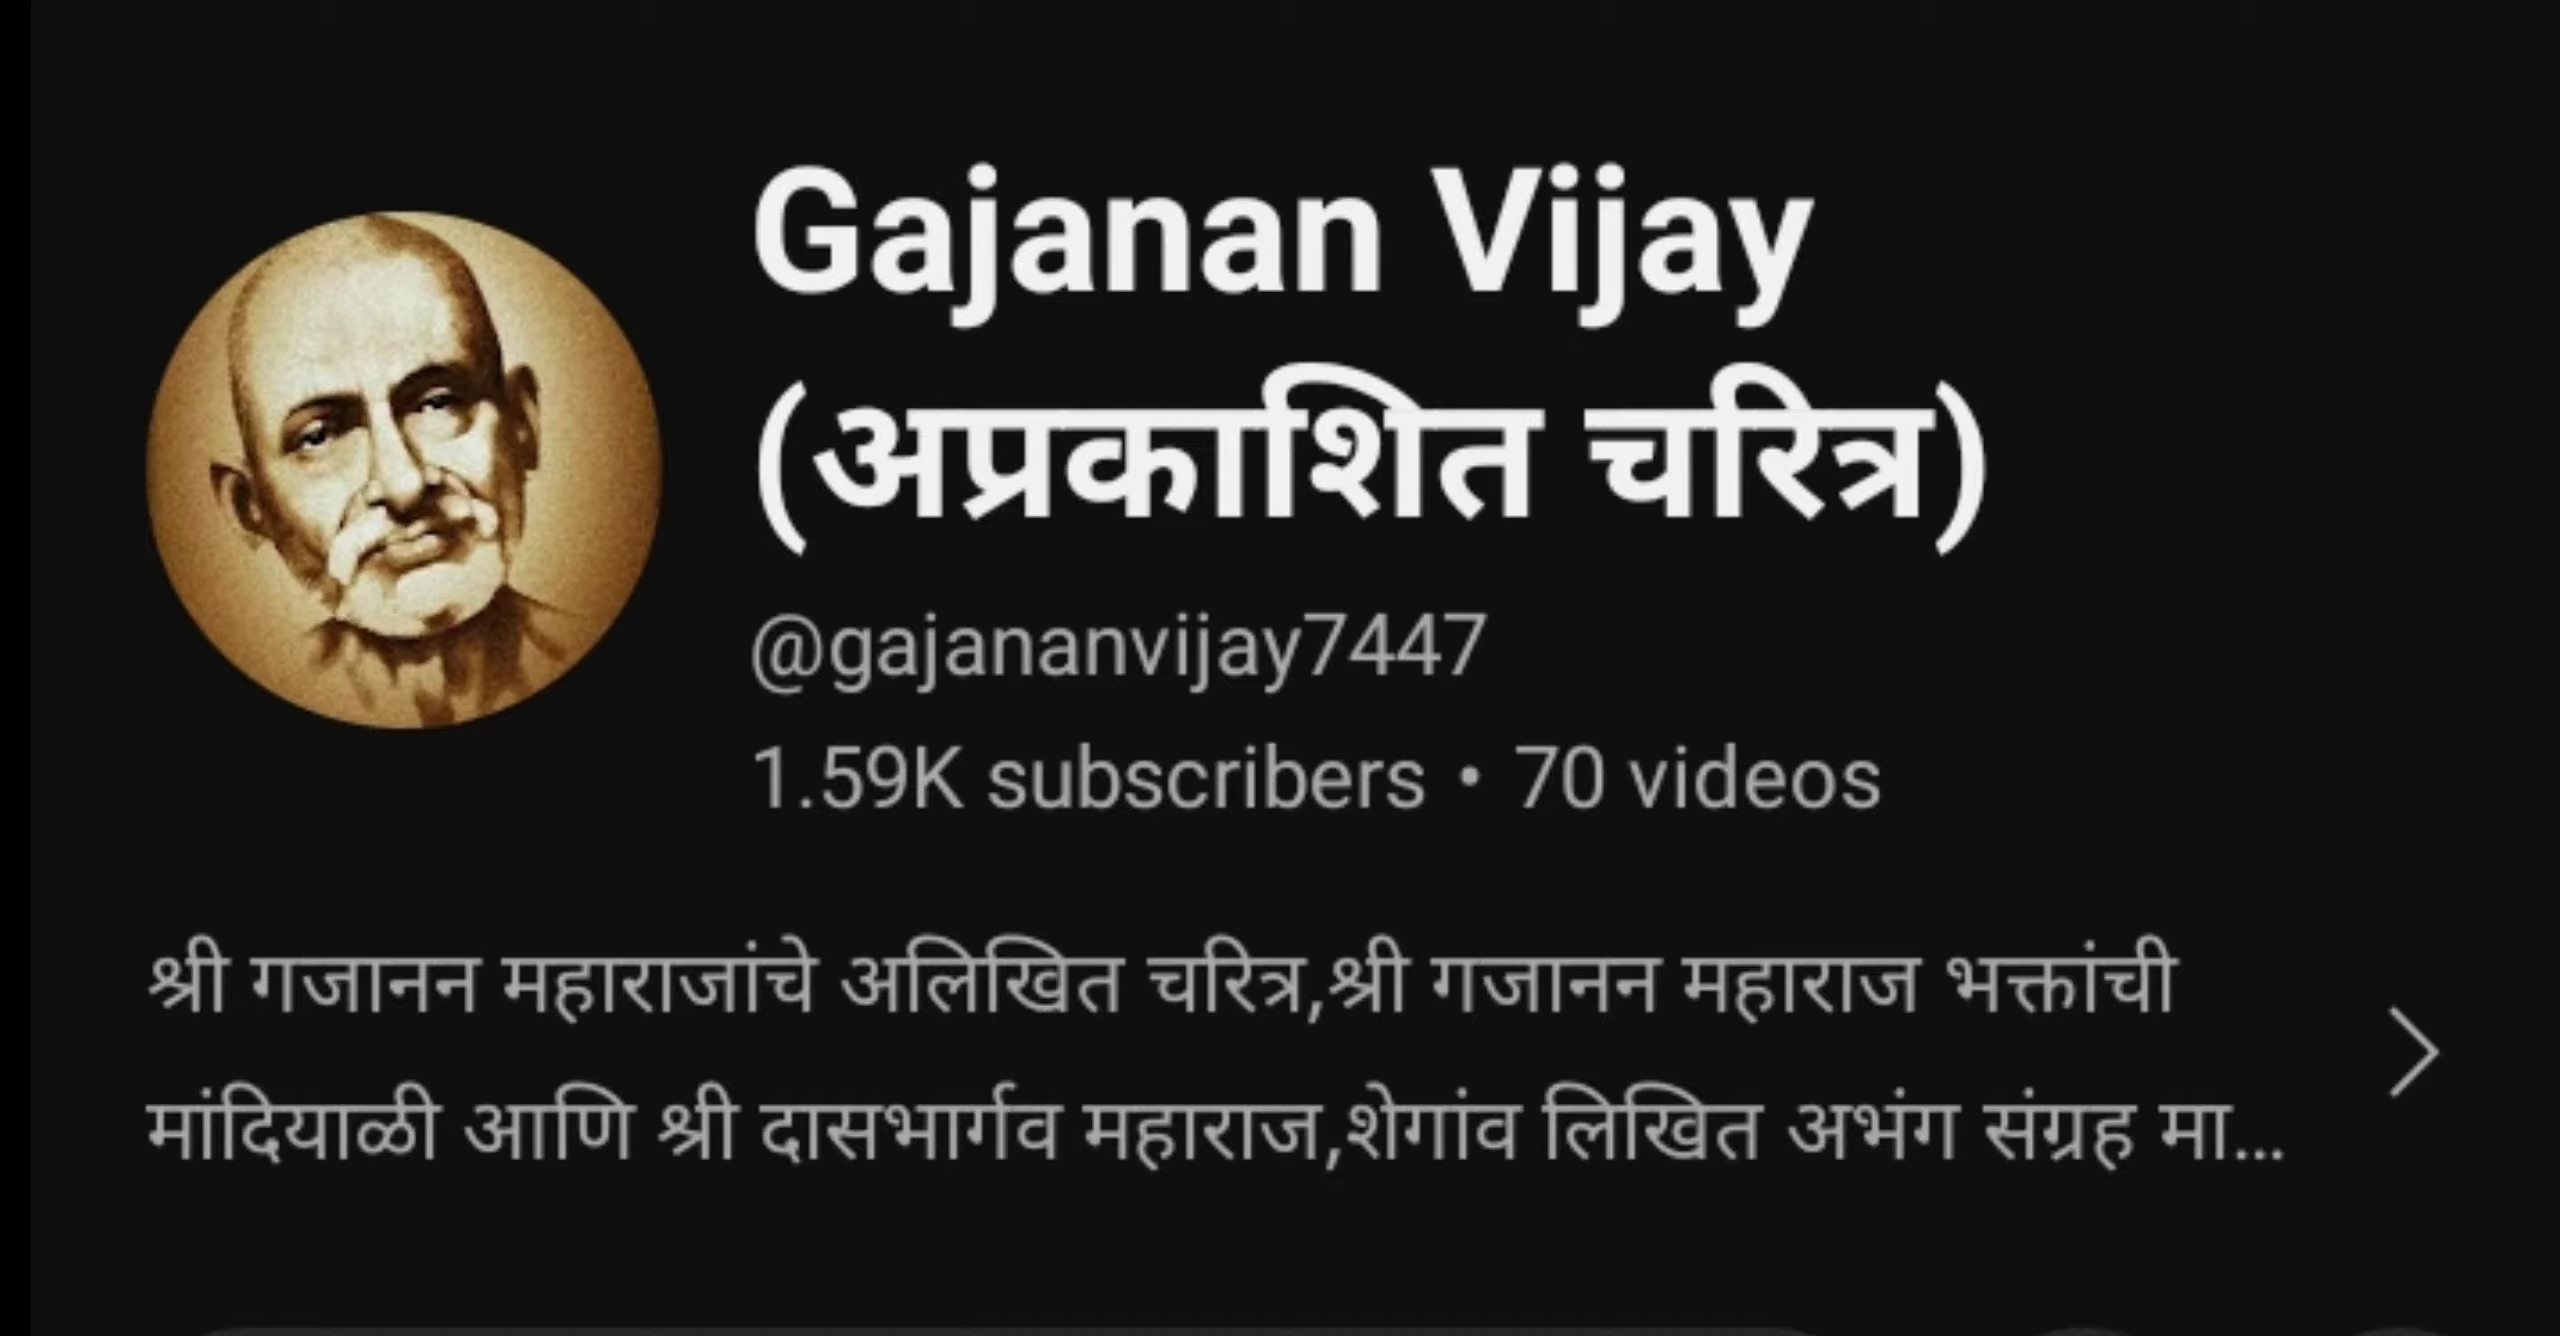 Gajanan Vijay
(अप्रकाशित चरित्र)
@gajananvijay7447
1.59K subscribers • 70 videos
श्री गजानन महाराजांचे अलिखित चरित्र,श्री गजानन महाराज भक्तांची
मांदियाळी आणि श्री दासभार्गव महाराज,शेगांव लिखित अभंग संग्रह मा...